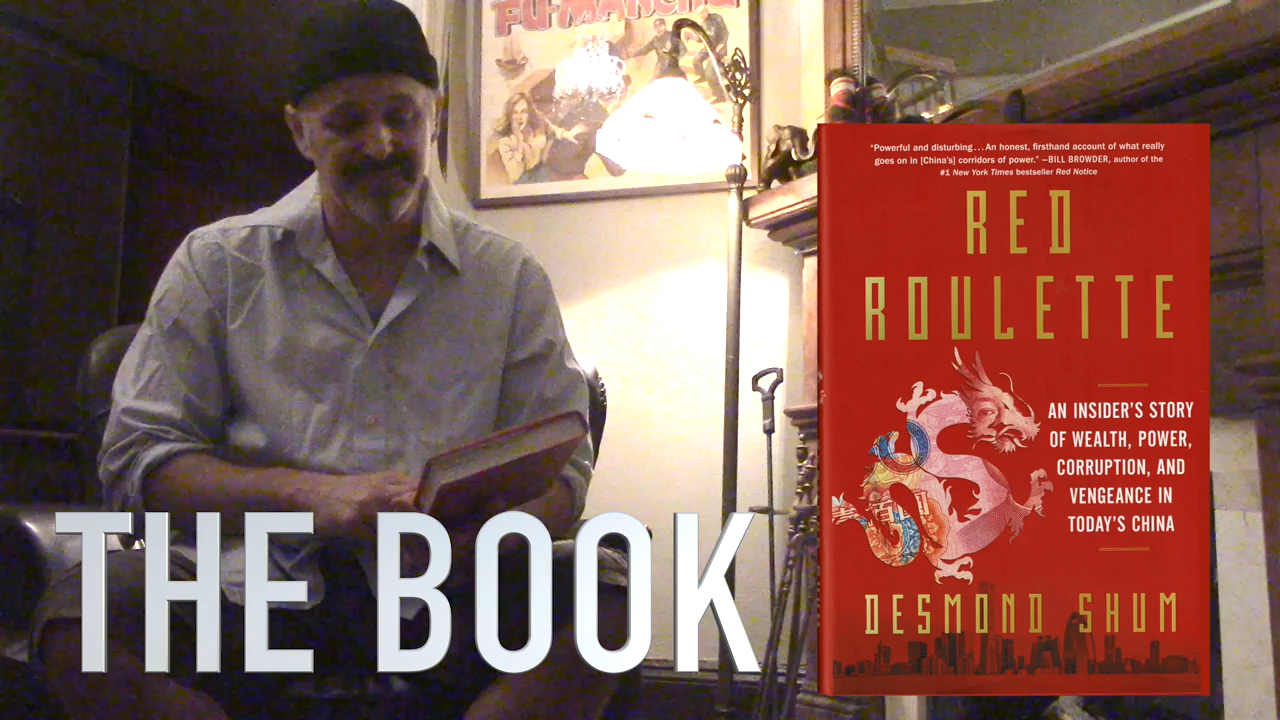 FU-MANCHU
"Powerful and disturbing...An honest, firsthand account of what really
goes on in [China's] corridors of power." —BILL BROWDER, author of the
#1 New York Times bestseller Red Notice
RED
ROULETTE
AN INSIDER'S STORY
OF WEALTH, POWER,
CORRUPTION, AND
VENGEANCE IN
TODAY'S CHINA
DESMOND SHUM
THE BOOK